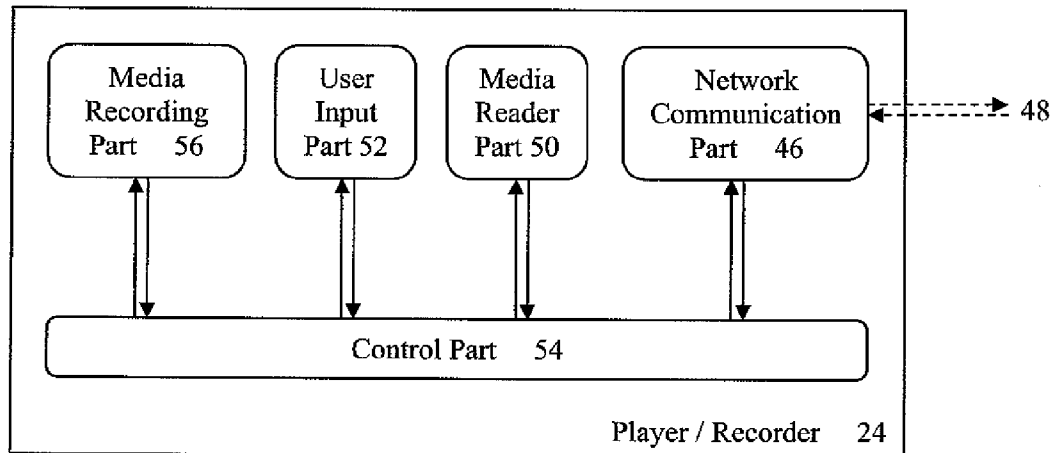 Media
Recording
Part 56
User
Input
Part 52
Media
Reader
Part 50
Network
Communication
Part 46
48
Control Part 54
Player / Recorder 24